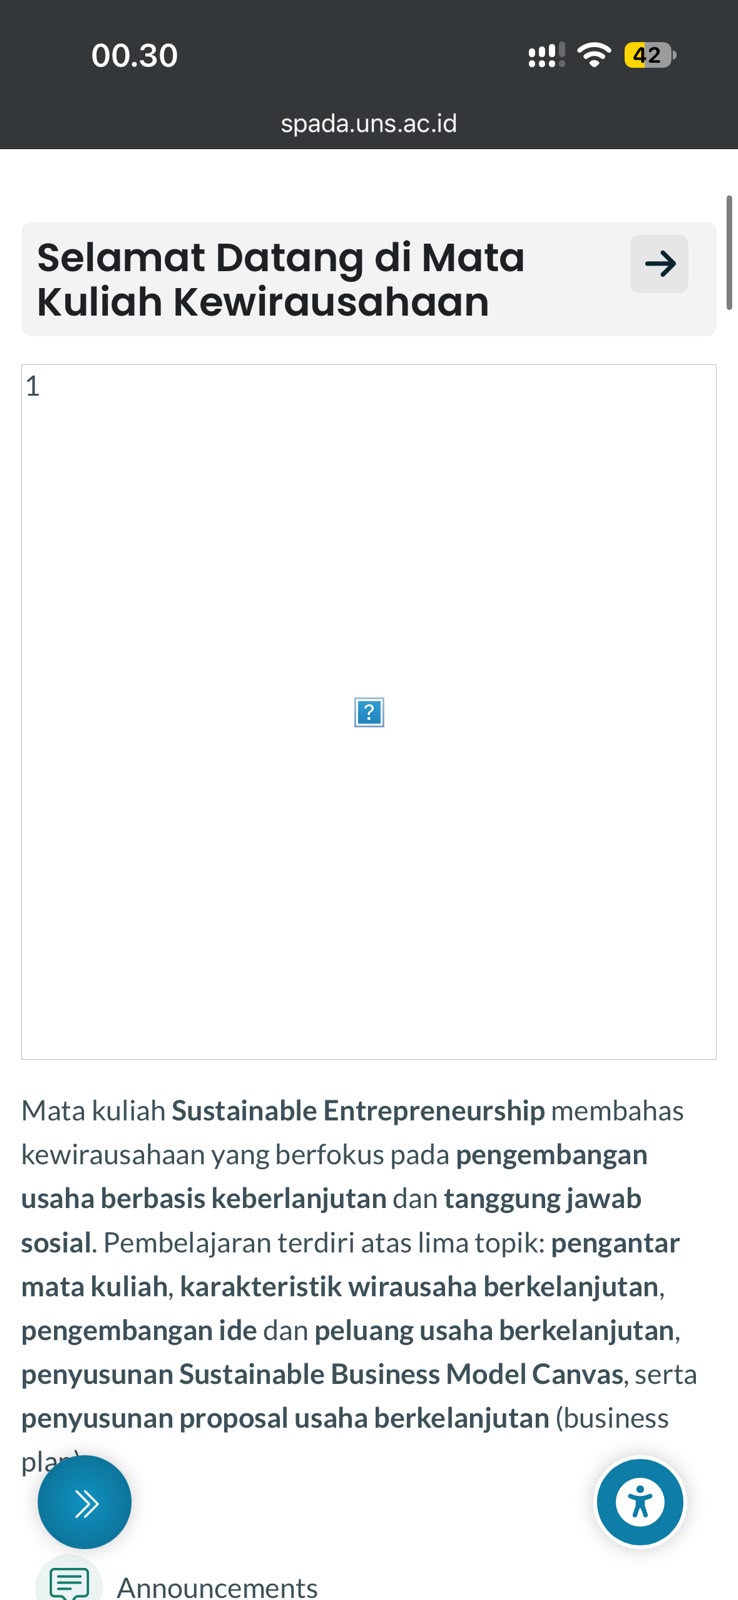 00.30
42
spada.uns.ac.id
Selamat Datang di Mata
Kuliah Kewirausahaan
1
?
Mata kuliah Sustainable Entrepreneurship membahas
kewirausahaan yang berfokus pada pengembangan
usaha berbasis keberlanjutan dan tanggung jawab
sosial. Pembelajaran terdiri atas lima topik: pengantar
mata kuliah, karakteristik wirausaha berkelanjutan,
pengembangan ide dan peluang usaha berkelanjutan,
penyusunan Sustainable Business Model Canvas, serta
penyusunan proposal usaha berkelanjutan (business
Announcements